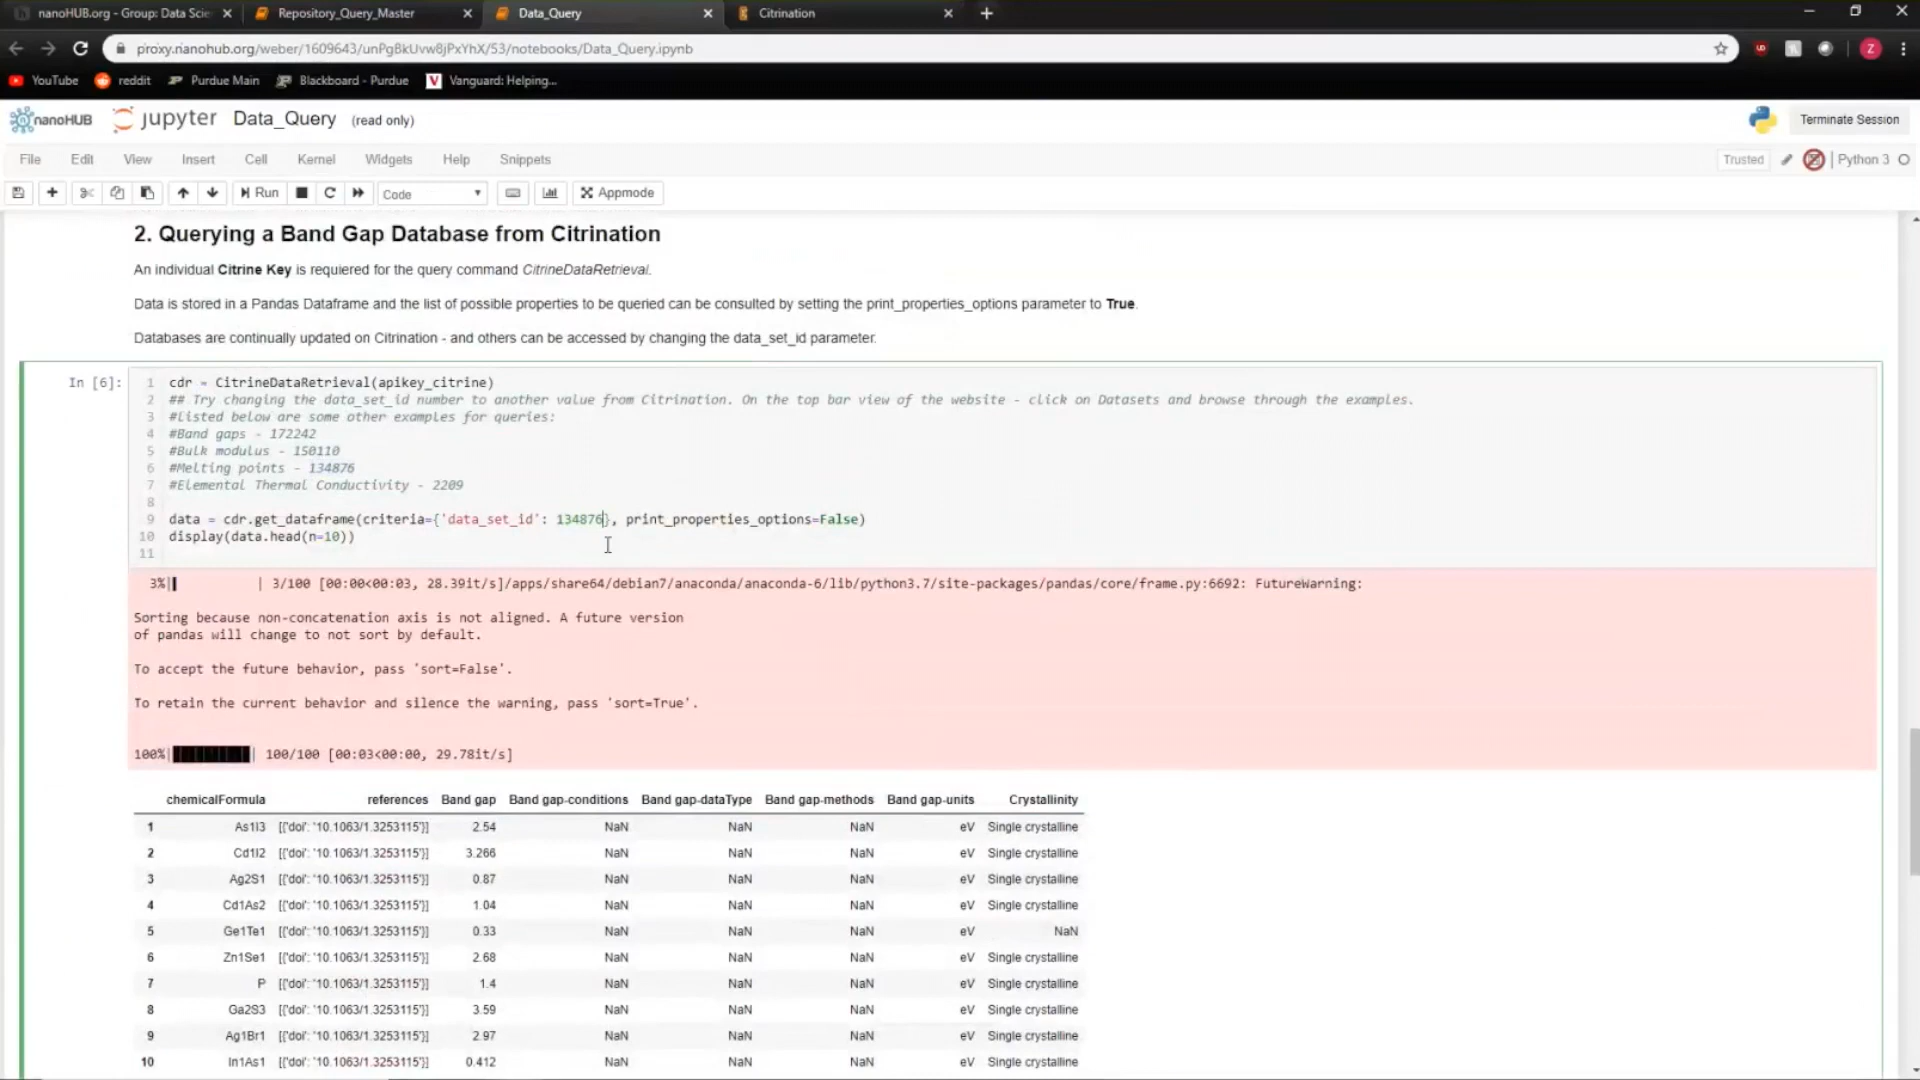 nanoHUB.org - Group: Data Scie
Repository_Query_Master
Data_Query
Citrination
proxy.nanohub.org/weber/1609643/unPgBkUvw8jPxYhX/53/notebooks/Data_Query.ipynb
YouTube
reddit
Purdue Main
Blackboard - Purdue
Vanguard: Helping...
nanoHUB
jupyter
Data_Query (read only)
Terminate Session
File Edit View Insert Cell Kernel Widgets Help Snippets
Trusted
Python 3
Run
Code
Appmode
2. Querying a Band Gap Database from Citrination
An individual Citrine Key is requiered for the query command CitrineDataRetrieval.
Data is stored in a Pandas Dataframe and the list of possible properties to be queried can be consulted by setting the print_properties_options parameter to True.
Databases are continually updated on Citrination - and others can be accessed by changing the data_set_id parameter.
In [6]:
1 cdr = CitrineDataRetrieval(apikey_citrine)
2 ## Try changing the data_set_id number to another value from Citrination. On the top bar view of the website - click on Datasets and browse through the examples.
3 #Listed below are some other examples for queries:
4 #Band gaps - 172242
5 #Bulk modulus - 150110
6 #Melting points - 134876
7 #Elemental Thermal Conductivity - 2209
8
9 data = cdr.get_dataframe(criteria={'data_set_id': 134876}, print_properties_options=False)
10 display(data.head(n=10))
11
3%| | 3/100 [00:00<00:03, 28.39it/s]/apps/share64/debian7/anaconda/anaconda-6/lib/python3.7/site-packages/pandas/core/frame.py:6692: FutureWarning:
Sorting because non-concatenation axis is not aligned. A future version
of pandas will change to not sort by default.
To accept the future behavior, pass 'sort=False'.
To retain the current behavior and silence the warning, pass 'sort=True'.
100%| | 100/100 [00:03<00:00, 29.78it/s]
chemicalFormula references Band gap Band gap-conditions Band gap-dataType Band gap-methods Band gap-units Crystallinity
1 As1I3 [{'doi': '10.1063/1.3253115'}] 2.54 NaN NaN NaN eV Single crystalline
2 Cd1I2 [{'doi': '10.1063/1.3253115'}] 3.266 NaN NaN NaN eV Single crystalline
3 Ag2S1 [{'doi': '10.1063/1.3253115'}] 0.87 NaN NaN NaN eV Single crystalline
4 Cd1As2 [{'doi': '10.1063/1.3253115'}] 1.04 NaN NaN NaN eV Single crystalline
5 Ge1Te1 [{'doi': '10.1063/1.3253115'}] 0.33 NaN NaN NaN eV NaN
6 Zn1Se1 [{'doi': '10.1063/1.3253115'}] 2.68 NaN NaN NaN eV Single crystalline
7 P [{'doi': '10.1063/1.3253115'}] 1.4 NaN NaN NaN eV Single crystalline
8 Ga2S3 [{'doi': '10.1063/1.3253115'}] 3.59 NaN NaN NaN eV Single crystalline
9 Ag1Br1 [{'doi': '10.1063/1.3253115'}] 2.97 NaN NaN NaN eV Single crystalline
10 In1As1 [{'doi': '10.1063/1.3253115'}] 0.412 NaN NaN NaN eV Single crystalline